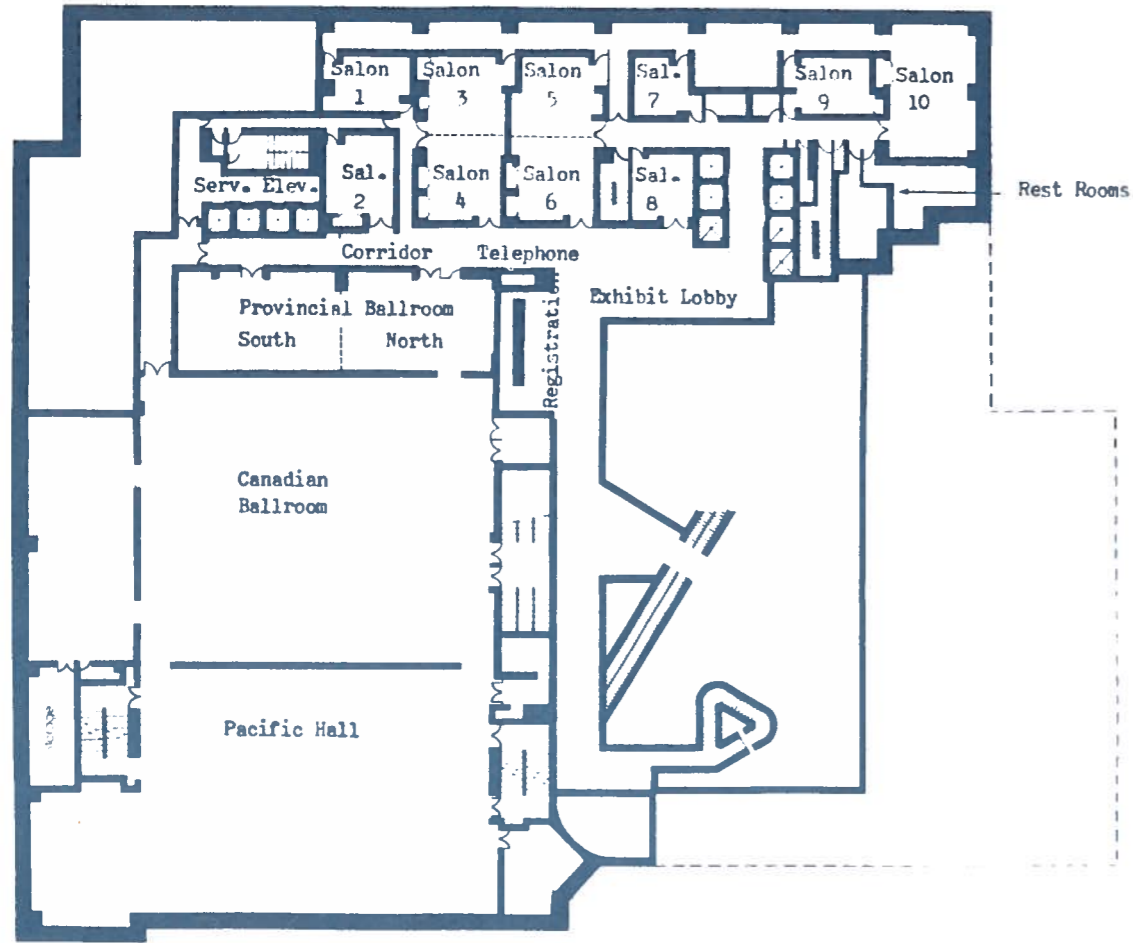 Salon
1
Salon
3
Salon
5
Sal.
7
Salon
9
Salon
10
Serv. Elev.
Sal.
2
Salon
4
Salon
6
Sal.
8
Rest Rooms
Corridor
Telephone
Provincial Ballroom
South
North
Registration
Exhibit Lobby
Canadian
Ballroom
Pacific Hall